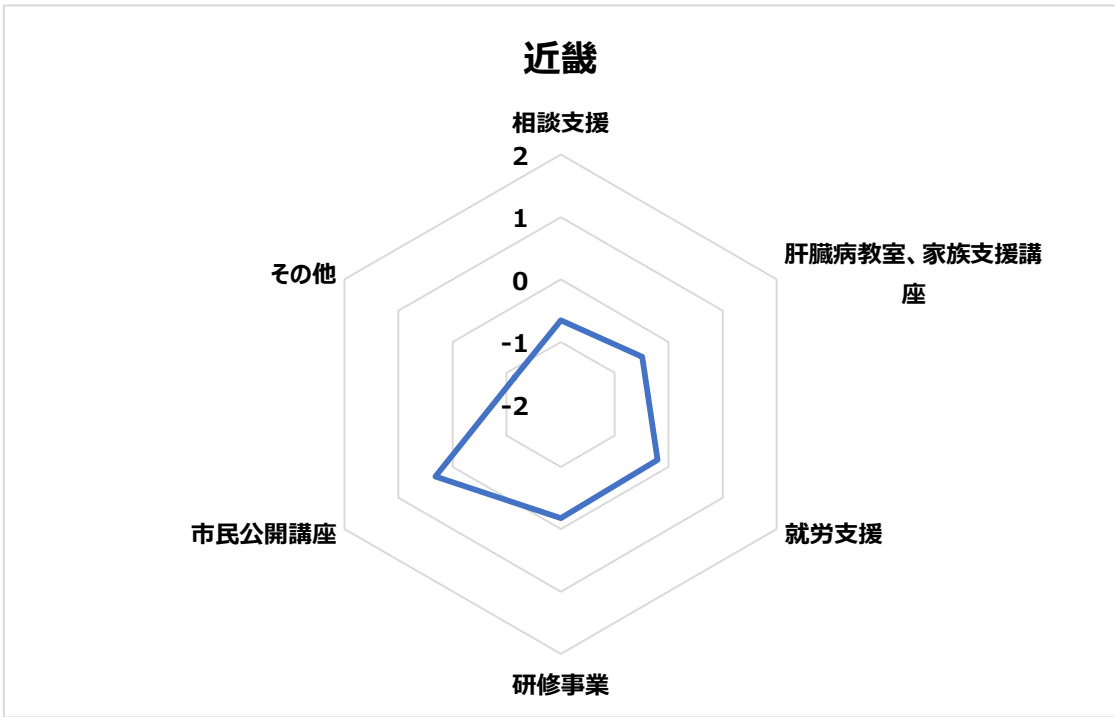 近畿
相談支援
2
1
0
-1
-2
肝臓病教室、家族支援講
座
就労支援
研修事業
市民公開講座
その他